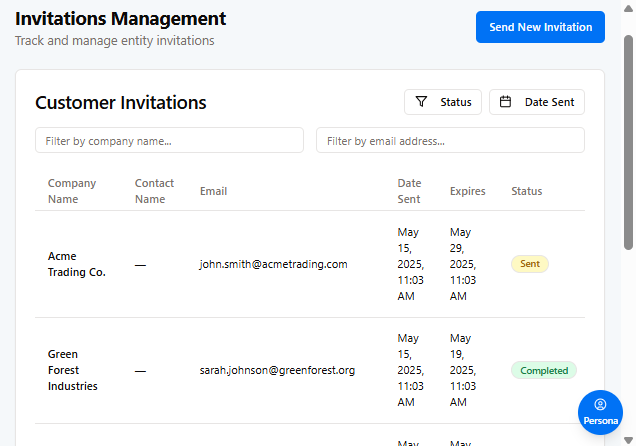 Invitations Management
Track and manage entity invitations
Send New Invitation
Customer Invitations
Status
Date Sent
Filter by company name...
Filter by email address...
Company Name
Contact Name
Email
Date Sent
Expires
Status
Acme Trading Co.
—
john.smith@acmetrading.com
May 15, 2025, 11:03 AM
May 29, 2025, 11:03 AM
Sent
Green Forest Industries
—
sarah.johnson@greenforest.org
May 15, 2025, 11:03 AM
May 19, 2025, 11:03 AM
Completed
Persona
May
May